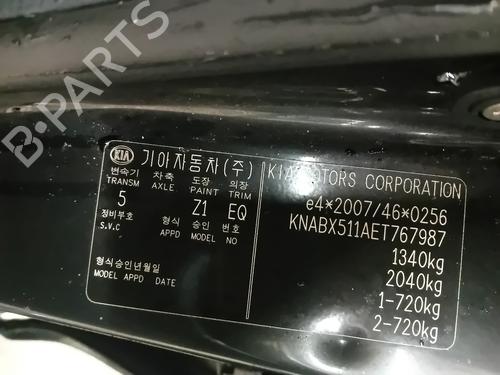 B-PARTS
KIA 기아자동차(주)
변속기 차축 도장 의장
TRANSM AXLE PAINT TRIM
5 Z1 EQ
정비부호 형식 승인 번호
S.V.C APPD MODEL NO
형식승인년월일
MODEL APPD DATE
KIA MOTORS CORPORATION
e4*2007/46*0256
KNABX511AET767987
1340kg
2040kg
1-720kg
2-720kg